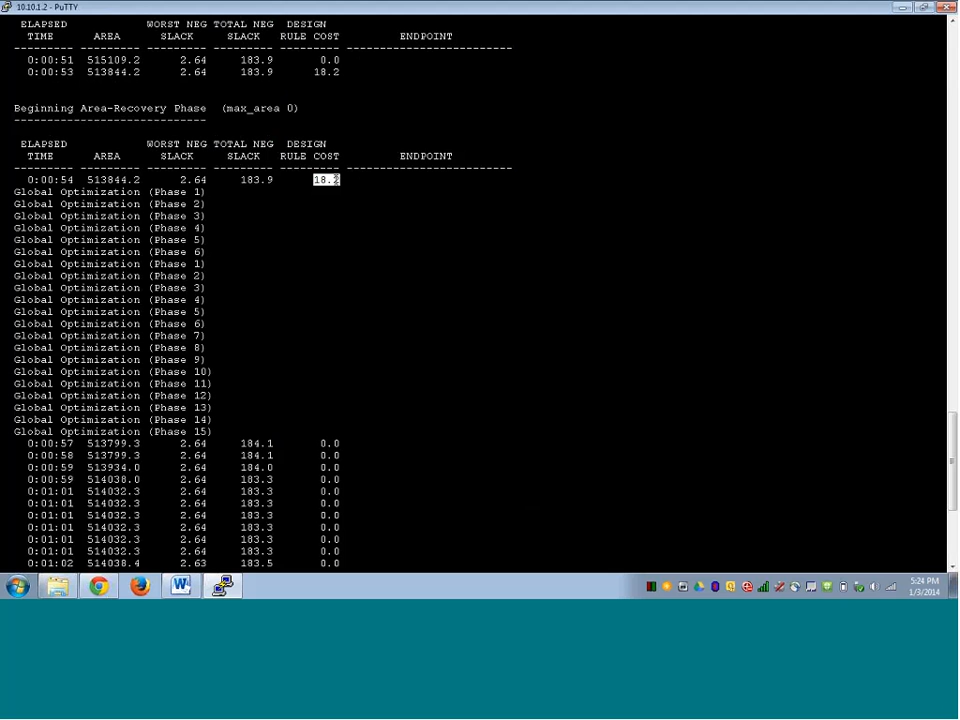 10.10.1.2 - PuTTY
ELAPSED WORST NEG TOTAL NEG DESIGN
TIME AREA SLACK SLACK RULE COST ENDPOINT
--------- --------- --------- --------- --------- -------------------------
0:00:51 515109.2 2.64 183.9 0.0
0:00:53 513844.2 2.64 183.9 18.2
Beginning Area-Recovery Phase (max_area 0)
-----------------------------
ELAPSED WORST NEG TOTAL NEG DESIGN
TIME AREA SLACK SLACK RULE COST ENDPOINT
--------- --------- --------- --------- --------- -------------------------
0:00:54 513844.2 2.64 183.9 18.2
Global Optimization (Phase 1)
Global Optimization (Phase 2)
Global Optimization (Phase 3)
Global Optimization (Phase 4)
Global Optimization (Phase 5)
Global Optimization (Phase 6)
Global Optimization (Phase 1)
Global Optimization (Phase 2)
Global Optimization (Phase 3)
Global Optimization (Phase 4)
Global Optimization (Phase 5)
Global Optimization (Phase 6)
Global Optimization (Phase 7)
Global Optimization (Phase 8)
Global Optimization (Phase 9)
Global Optimization (Phase 10)
Global Optimization (Phase 11)
Global Optimization (Phase 12)
Global Optimization (Phase 13)
Global Optimization (Phase 14)
Global Optimization (Phase 15)
0:00:57 513799.3 2.64 184.1 0.0
0:00:58 513799.3 2.64 184.1 0.0
0:00:59 513934.0 2.64 184.0 0.0
0:00:59 514038.0 2.64 183.3 0.0
0:01:01 514032.3 2.64 183.3 0.0
0:01:01 514032.3 2.64 183.3 0.0
0:01:01 514032.3 2.64 183.3 0.0
0:01:01 514032.3 2.64 183.3 0.0
0:01:01 514032.3 2.64 183.3 0.0
0:01:01 514032.3 2.64 183.3 0.0
0:01:02 514038.4 2.63 183.5 0.0
5:24 PM
1/3/2014